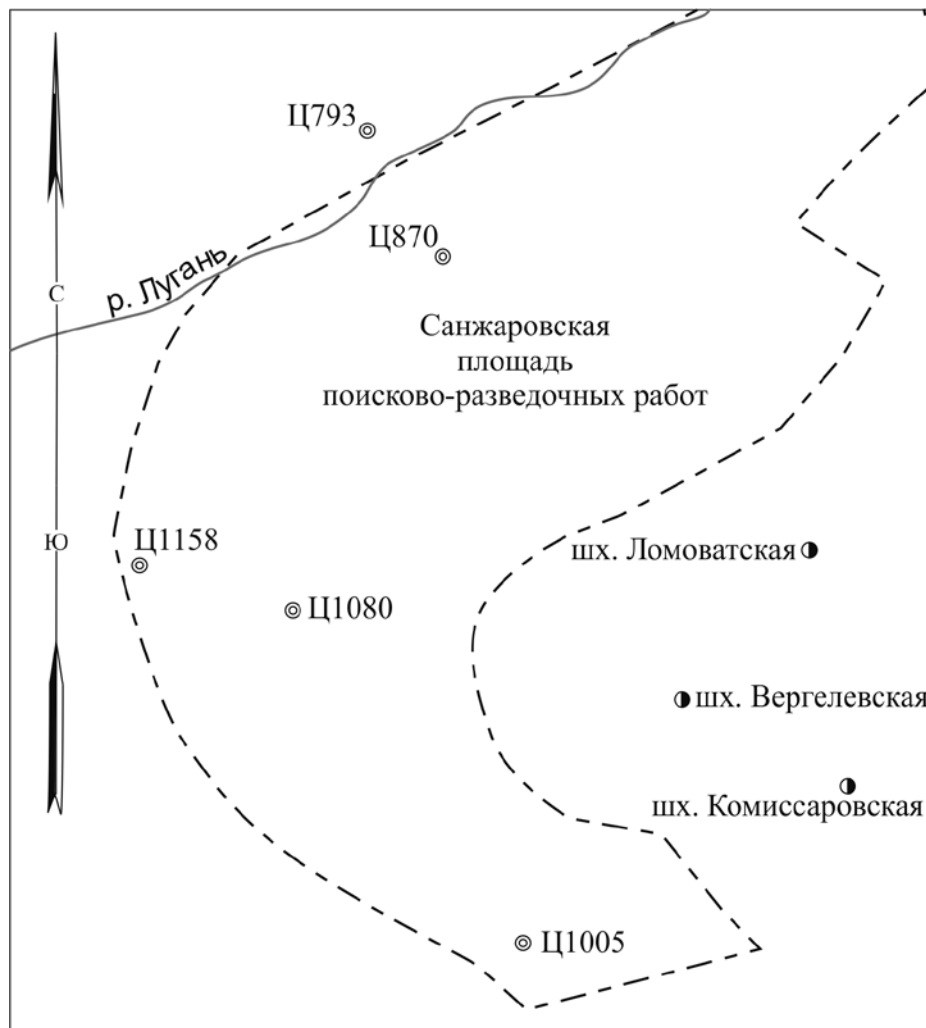 Ц793
Ц870
р. Лугань
С
Санжаровская
площадь
поисково-разведочных работ
Ю
Ц1158
шх. Ломоватская
Ц1080
шх. Вергелевская
шх. Комиссаровская
Ц1005